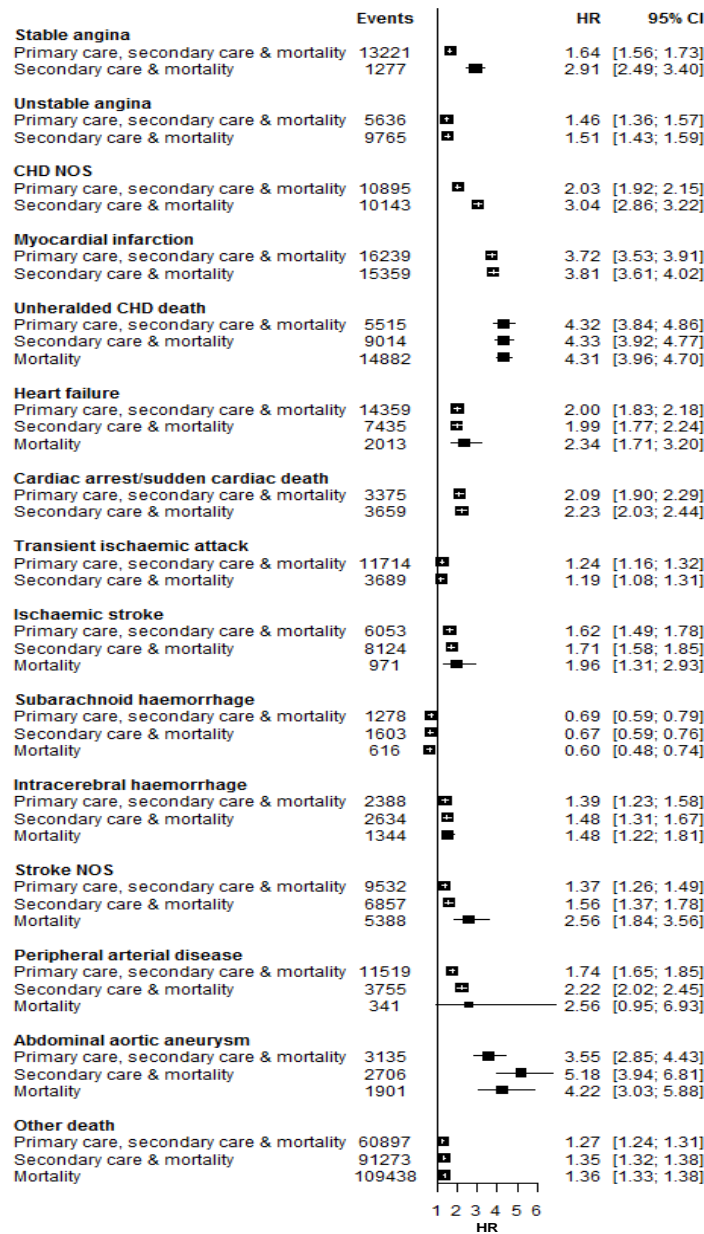 Events HR 95% CI
Stable angina
Primary care, secondary care & mortality 13221 1.64 [1.56; 1.73]
Secondary care & mortality 1277 2.91 [2.49; 3.40]
Unstable angina
Primary care, secondary care & mortality 5636 1.46 [1.36; 1.57]
Secondary care & mortality 9765 1.51 [1.43; 1.59]
CHD NOS
Primary care, secondary care & mortality 10895 2.03 [1.92; 2.15]
Secondary care & mortality 10143 3.04 [2.86; 3.22]
Myocardial infarction
Primary care, secondary care & mortality 16239 3.72 [3.53; 3.91]
Secondary care & mortality 15359 3.81 [3.61; 4.02]
Unheralded CHD death
Primary care, secondary care & mortality 5515 4.32 [3.84; 4.86]
Secondary care & mortality 9014 4.33 [3.92; 4.77]
Mortality 14882 4.31 [3.96; 4.70]
Heart failure
Primary care, secondary care & mortality 14359 2.00 [1.83; 2.18]
Secondary care & mortality 7435 1.99 [1.77; 2.24]
Mortality 2013 2.34 [1.71; 3.20]
Cardiac arrest/sudden cardiac death
Primary care, secondary care & mortality 3375 2.09 [1.90; 2.29]
Secondary care & mortality 3659 2.23 [2.03; 2.44]
Transient ischaemic attack
Primary care, secondary care & mortality 11714 1.24 [1.16; 1.32]
Secondary care & mortality 3689 1.19 [1.08; 1.31]
Ischaemic stroke
Primary care, secondary care & mortality 6053 1.62 [1.49; 1.78]
Secondary care & mortality 8124 1.71 [1.58; 1.85]
Mortality 971 1.96 [1.31; 2.93]
Subarachnoid haemorrhage
Primary care, secondary care & mortality 1278 0.69 [0.59; 0.79]
Secondary care & mortality 1603 0.67 [0.59; 0.76]
Mortality 616 0.60 [0.48; 0.74]
Intracerebral haemorrhage
Primary care, secondary care & mortality 2388 1.39 [1.23; 1.58]
Secondary care & mortality 2634 1.48 [1.31; 1.67]
Mortality 1344 1.48 [1.22; 1.81]
Stroke NOS
Primary care, secondary care & mortality 9532 1.37 [1.26; 1.49]
Secondary care & mortality 6857 1.56 [1.37; 1.78]
Mortality 5388 2.56 [1.84; 3.56]
Peripheral arterial disease
Primary care, secondary care & mortality 11519 1.74 [1.65; 1.85]
Secondary care & mortality 3755 2.22 [2.02; 2.45]
Mortality 341 2.56 [0.95; 6.93]
Abdominal aortic aneurysm
Primary care, secondary care & mortality 3135 3.55 [2.85; 4.43]
Secondary care & mortality 2706 5.18 [3.94; 6.81]
Mortality 1901 4.22 [3.03; 5.88]
Other death
Primary care, secondary care & mortality 60897 1.27 [1.24; 1.31]
Secondary care & mortality 91273 1.35 [1.32; 1.38]
Mortality 109438 1.36 [1.33; 1.38]
1 2 3 4 5 6
HR